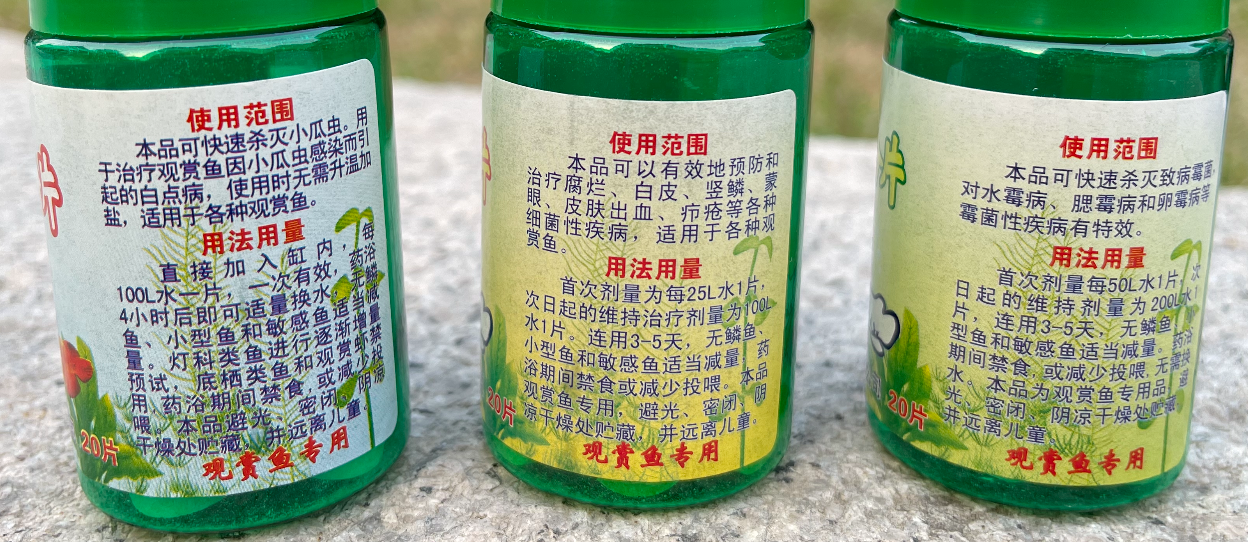 片
使用范围
本品可快速杀灭小瓜虫。用
于治疗观赏鱼因小瓜虫感染而引
起的白点病，使用时无需升温加
盐，适用于各种观赏鱼。
用法用量
直接加入缸内，每
100L水一片，一次有效，药浴
4小时后即可适量换水，无鳞
鱼、小型鱼和敏感鱼适当减
量。灯科类鱼进行逐渐增量
预试，底栖类和观赏虾禁
用，药浴期间禁食，或减少投
喂。本品避光、密闭、阴凉
干燥处贮藏，并远离儿童。
观赏鱼专用
20片
片
使用范围
本品可以有效地预防和
治疗腐烂、白皮、竖鳞、蒙
眼、皮肤出血、疖疮等各种
细菌性疾病，适用于各种观
赏鱼。
用法用量
首次剂量为每25L水1片，
次日起的维持治疗剂量为100L
水1片。连用3-5天，无鳞鱼，
小型鱼和敏感鱼适当减量，药
浴期间禁食或减少投喂。本品
观赏鱼专用，避光、密闭、阴
凉干燥处贮藏，并远离儿童。
观赏鱼专用
20片
片
使用范围
本品可快速杀灭致病霉菌，
对水霉病、腮霉病和卵霉病等
霉菌性疾病有特效。
用法用量
首次剂量每50L水1片，次
日起的维持剂量为200L水1
片，连用3-5天，无鳞鱼、小
型鱼和敏感鱼适当减量。药浴
期间禁食或减少投喂，无需换
水。本品为观赏鱼专用品，避
光、密闭、阴凉干燥处贮藏
并远离儿童。
观赏鱼专用
20片